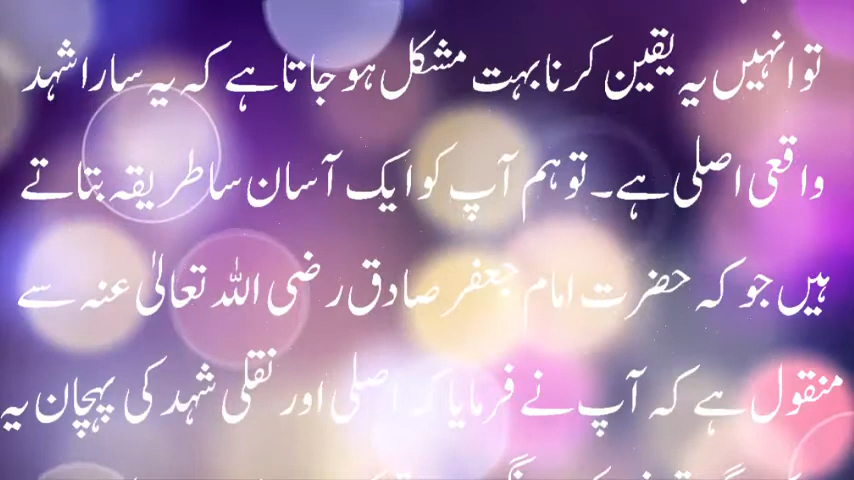 تو انہیں یہ یقین کرنا بہت مشکل ہو جاتا ہے کہ یہ سارا شہد
واقعی اصلی ہے۔ تو ہم آپ کو ایک آسان سا طریقہ بتاتے
ہیں جو کہ حضرت امام جعفر صادق رضی اللہ تعالیٰ عنہ سے
منقول ہے کہ آپ نے فرمایا کہ اصلی اور نقلی شہد کی پہچان یہ